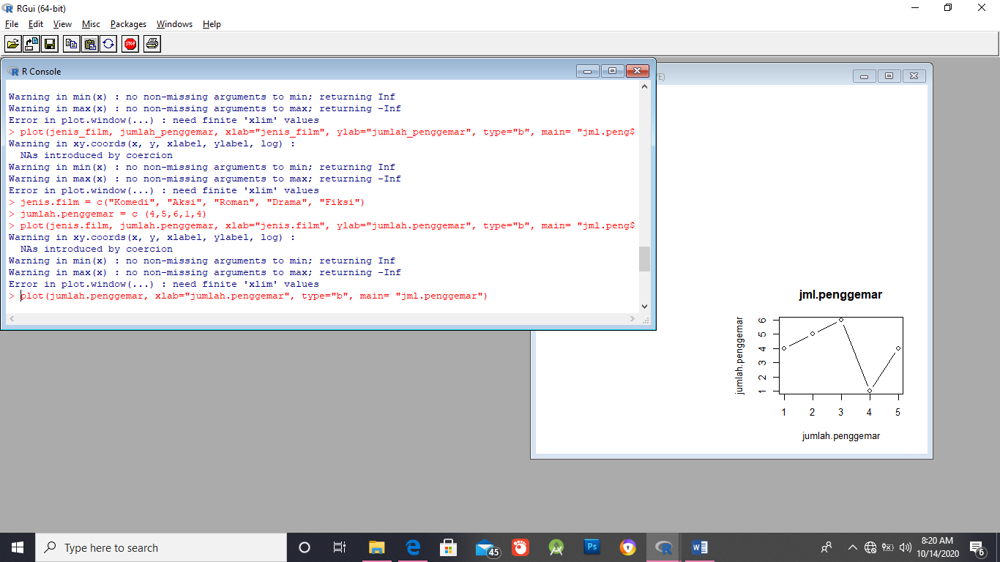 RGui (64-bit)
File Edit View Misc Packages Windows Help
STOP
R Console
Warning in min(x) : no non-missing arguments to min; returning Inf
Warning in max(x) : no non-missing arguments to max; returning -Inf
Error in plot.window(...) : need finite 'xlim' values
> plot(jenis_film, jumlah_penggemar, xlab="jenis_film", ylab="jumlah_penggemar", type="b", main= "jml.peng$
Warning in xy.coords(x, y, xlabel, ylabel, log) :
  NAs introduced by coercion
Warning in min(x) : no non-missing arguments to min; returning Inf
Warning in max(x) : no non-missing arguments to max; returning -Inf
Error in plot.window(...) : need finite 'xlim' values
> jenis.film = c("Komedi", "Aksi", "Roman", "Drama", "Fiksi")
> jumlah.penggemar = c (4,5,6,1,4)
> plot(jenis.film, jumlah.penggemar, xlab="jenis.film", ylab="jumlah.penggemar", type="b", main= "jml.peng$
Warning in xy.coords(x, y, xlabel, ylabel, log) :
  NAs introduced by coercion
Warning in min(x) : no non-missing arguments to min; returning Inf
Warning in max(x) : no non-missing arguments to max; returning -Inf
Error in plot.window(...) : need finite 'xlim' values
> plot(jumlah.penggemar, xlab="jumlah.penggemar", type="b", main= "jml.penggemar")
jml.penggemar
jumlah.penggemar
6
5
4
3
2
1
1 2 3 4 5
jumlah.penggemar
Type here to search
45
Ps
8:20 AM
10/14/2020
6